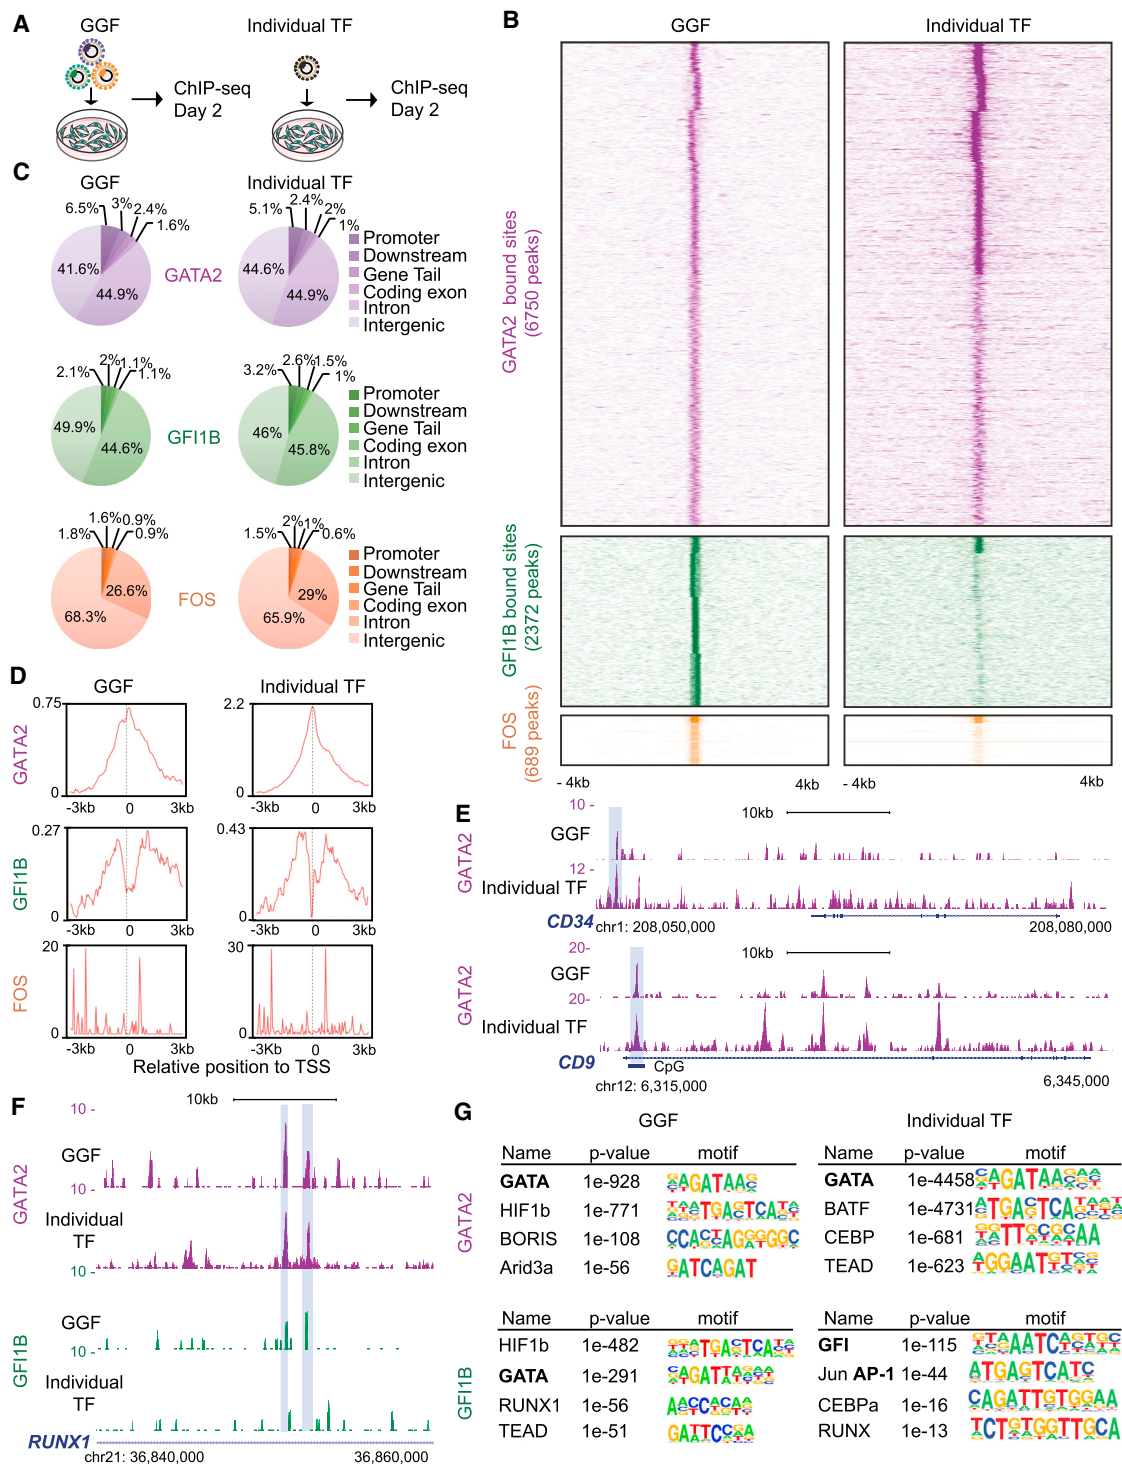 A
GGF
Individual TF
ChIP-seq
Day 2
ChIP-seq
Day 2
B
GGF
Individual TF
GATA2 bound sites
(6750 peaks)
GFI1B bound sites
(2372 peaks)
FOS
(689 peaks)
- 4kb
4kb
- 4kb
4kb
C
GGF
Individual TF
6.5%
3%
2.4%
1.6%
41.6%
44.9%
GATA2
5.1%
2.4%
2%
1%
44.6%
44.9%
Promoter
Downstream
Gene Tail
Coding exon
Intron
Intergenic
2.1%
2%
1.1%
1.1%
49.9%
44.6%
GFI1B
3.2%
2.6%
1.5%
1%
46%
45.8%
Promoter
Downstream
Gene Tail
Coding exon
Intron
Intergenic
1.8%
1.6%
0.9%
0.9%
26.6%
68.3%
FOS
1.5%
2%
1%
0.6%
29%
65.9%
Promoter
Downstream
Gene Tail
Coding exon
Intron
Intergenic
D
GGF
Individual TF
GATA2
0.75
0
-3kb 0 3kb
2.2
0
-3kb 0 3kb
GFI1B
0.27
0
-3kb 0 3kb
0.43
0
-3kb 0 3kb
FOS
20
0
-3kb 0 3kb
30
0
-3kb 0 3kb
Relative position to TSS
E
10 -
10kb
GATA2
GGF
12 -
Individual TF
CD34
chr1: 208,050,000
208,080,000
20-
10kb
GATA2
GGF
20-
Individual TF
CD9
CpG
chr12: 6,315,000
6,345,000
F
10kb
10 -
GATA2
GGF
10 -
Individual
TF
10 -
GFI1B
GGF
10 -
Individual
TF
RUNX1
chr21: 36,840,000
36,860,000
G
GGF
Individual TF
GATA2
Name p-value motif
GATA 1e-928
HIF1b 1e-771
BORIS 1e-108
Arid3a 1e-56 GATCAGAT
Name p-value motif
GATA 1e-4458
BATF 1e-4731
CEBP 1e-681
TEAD 1e-623
GFI1B
Name p-value motif
HIF1b 1e-482
GATA 1e-291
RUNX1 1e-56
TEAD 1e-51
Name p-value motif
GFI 1e-115
Jun AP-1 1e-44 ATGAGTCATC
CEBPa 1e-16 CAGATTGTGGAA
RUNX 1e-13